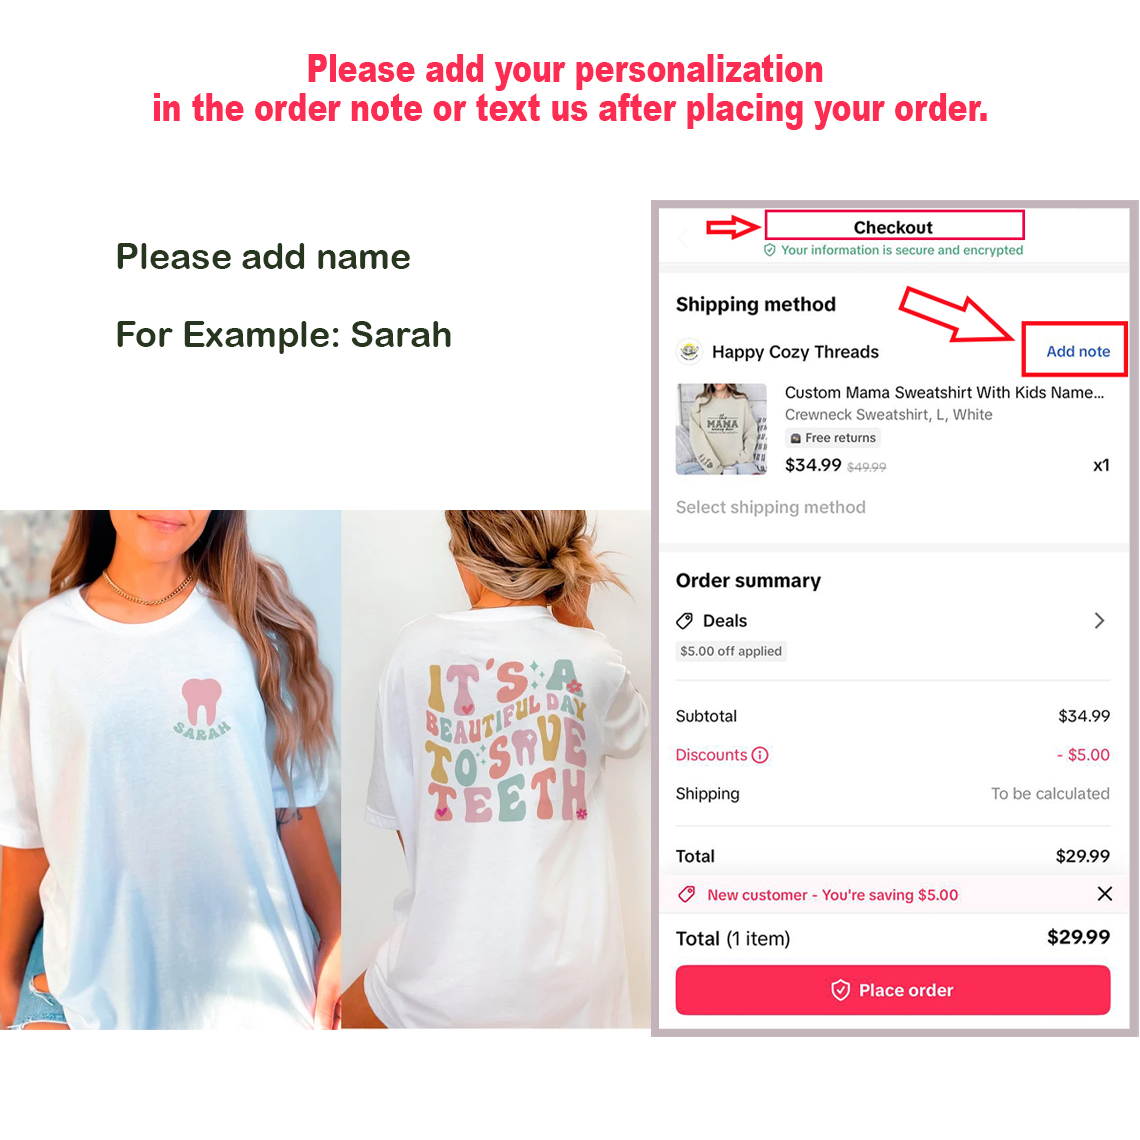 Please add your personalization
in the order note or text us after placing your order.
Please add name
For Example: Sarah
SARAH
IT'S A
BEAUTIFUL DAY
TO SAVE
TEETH
Checkout
Your information is secure and encrypted
Shipping method
Happy Cozy Threads
Add note
Custom Mama Sweatshirt With Kids Name...
Crewneck Sweatshirt, L, White
Free returns
$34.99 $49.99
x1
MAMA
Select shipping method
Order summary
Deals
$5.00 off applied
Subtotal $34.99
Discounts - $5.00
Shipping To be calculated
Total $29.99
New customer - You're saving $5.00
Total (1 item) $29.99
Place order